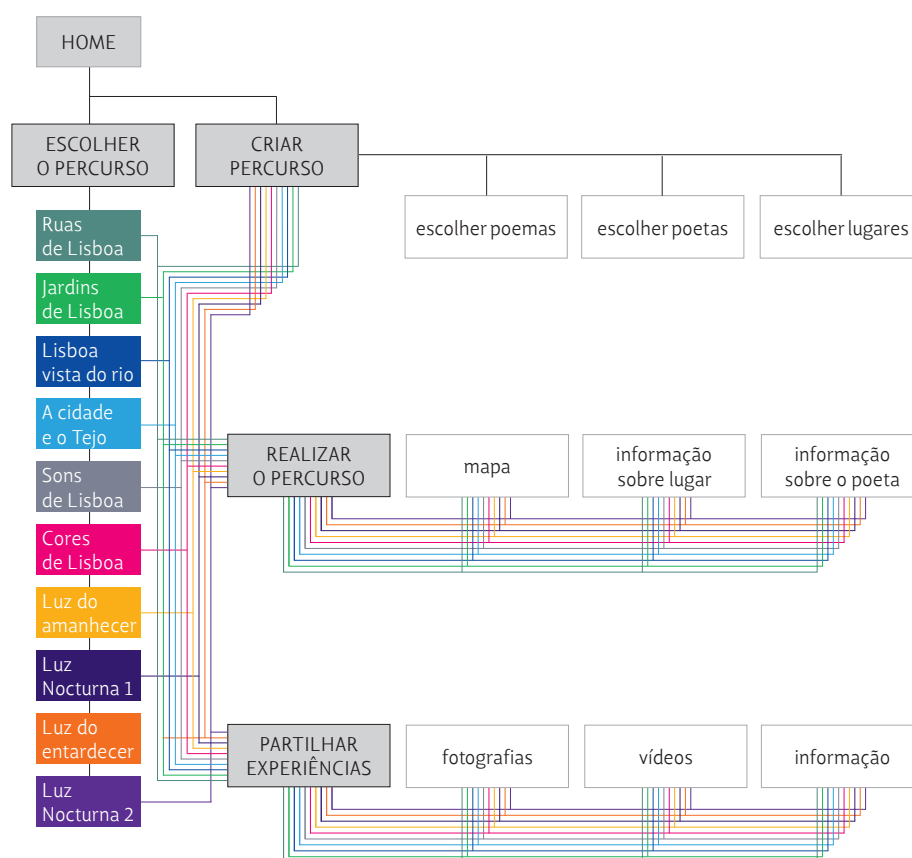 HOME
ESCOLHER
O PERCURSO
CRIAR
PERCURSO
escolher poemas
escolher poetas
escolher lugares
Ruas
de Lisboa
Jardins
de Lisboa
Lisboa
vista do rio
A cidade
e o Tejo
Sons
de Lisboa
Cores
de Lisboa
Luz do
amanhecer
Luz
Nocturna 1
Luz do
entardecer
Luz
Nocturna 2
REALIZAR
O PERCURSO
mapa
informação
sobre lugar
informação
sobre o poeta
PARTILHAR
EXPERIÊNCIAS
fotografias
vídeos
informação